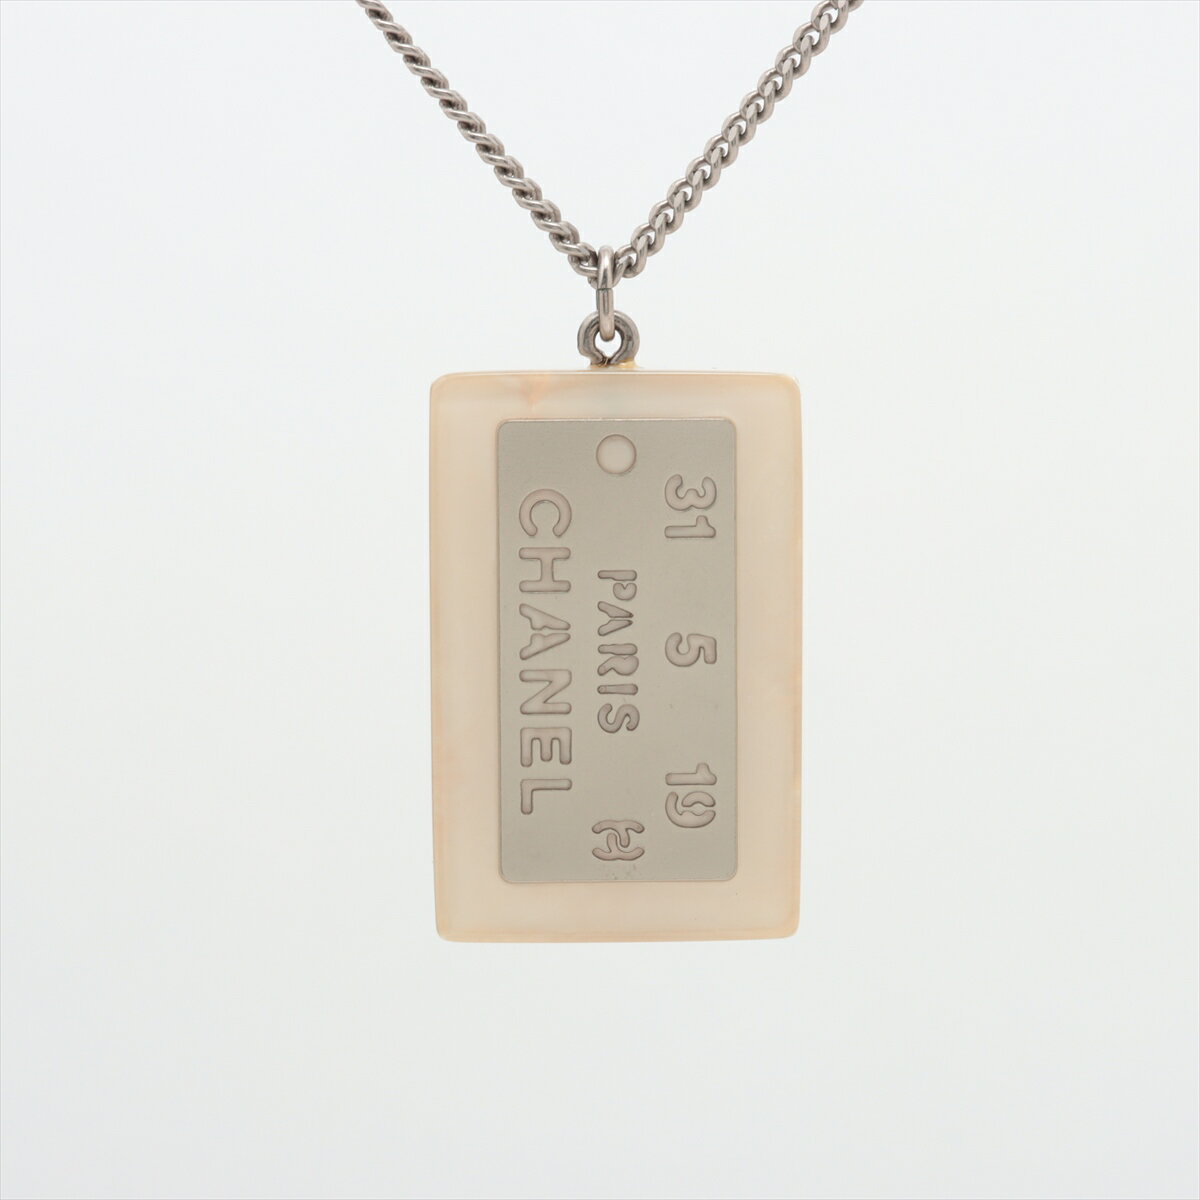 31 5 19
PARIS
CHANEL